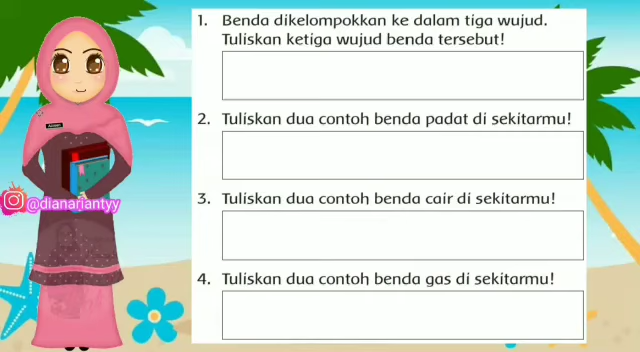 1. Benda dikelompokkan ke dalam tiga wujud.
Tuliskan ketiga wujud benda tersebut!
2. Tuliskan dua contoh benda padat di sekitarmu!
3. Tuliskan dua contoh benda cair di sekitarmu!
4. Tuliskan dua contoh benda gas di sekitarmu!
@dianariantyy